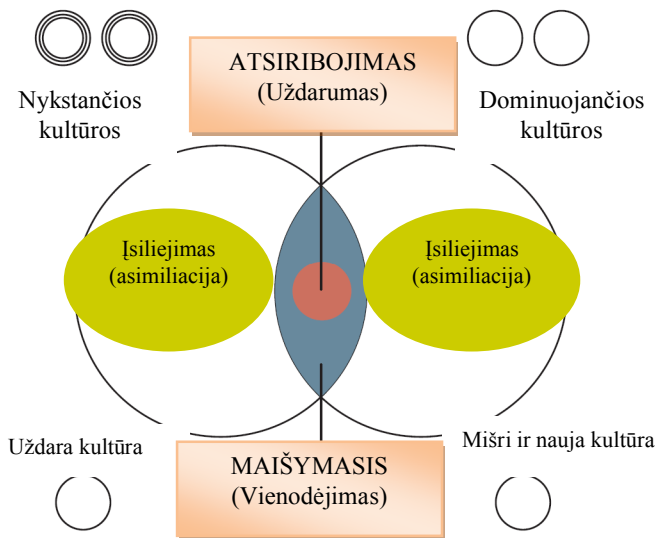 ATSIRIBOJIMAS
(Uždarumas)
Nykstančios
kultūros
Dominuojančios
kultūros
Įsiliejimas
(asimiliacija)
Įsiliejimas
(asimiliacija)
Uždara kultūra
Mišri ir nauja kultūra
MAIŠYMASIS
(Vienodėjimas)